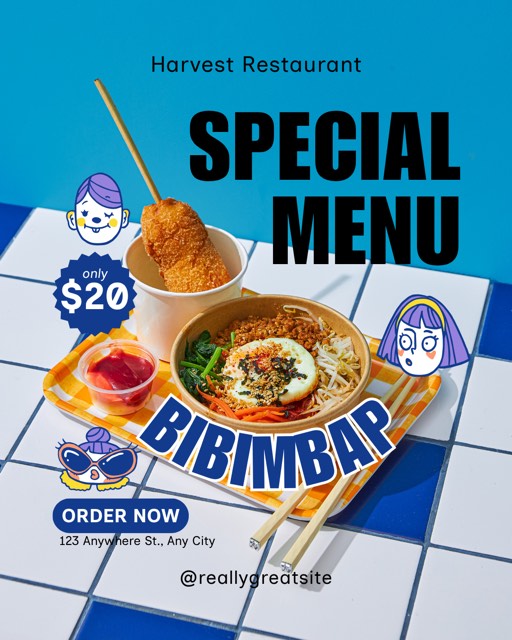 Harvest Restaurant
SPECIAL
MENU
only
$20
BIBIMBAP
ORDER NOW
123 Anywhere St., Any City
@reallygreatsite